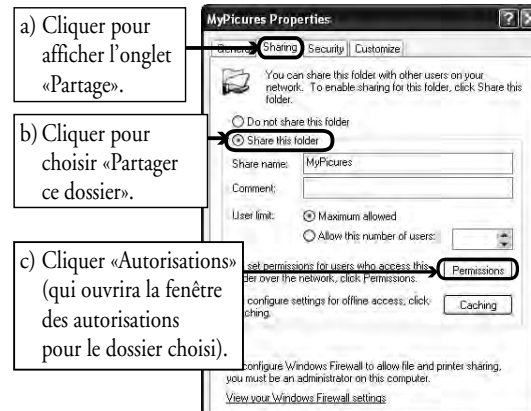 a) Cliquer pour
afficher l'onglet
«Partage».
b) Cliquer pour
choisir «Partager
ce dossier».
c) Cliquer «Autorisations»
(qui ouvrira la fenêtre
des autorisations
pour le dossier choisi).
MyPicures Properties
Sharing
Security
Customize
You can share this folder with other users on your
network. To enable sharing for this folder, click Share this
folder.
Do not share this folder
Share this folder
Share name: MyPicures
Comment:
User limit: Maximum allowed
Allow this number of users:
set permissions for users who access this
over the network, click Permissions.
Permissions
configure settings for offline access, click
Caching
configure Windows Firewall to allow file and printer sharing,
you must be an administrator on this computer.
View your Windows Firewall settings